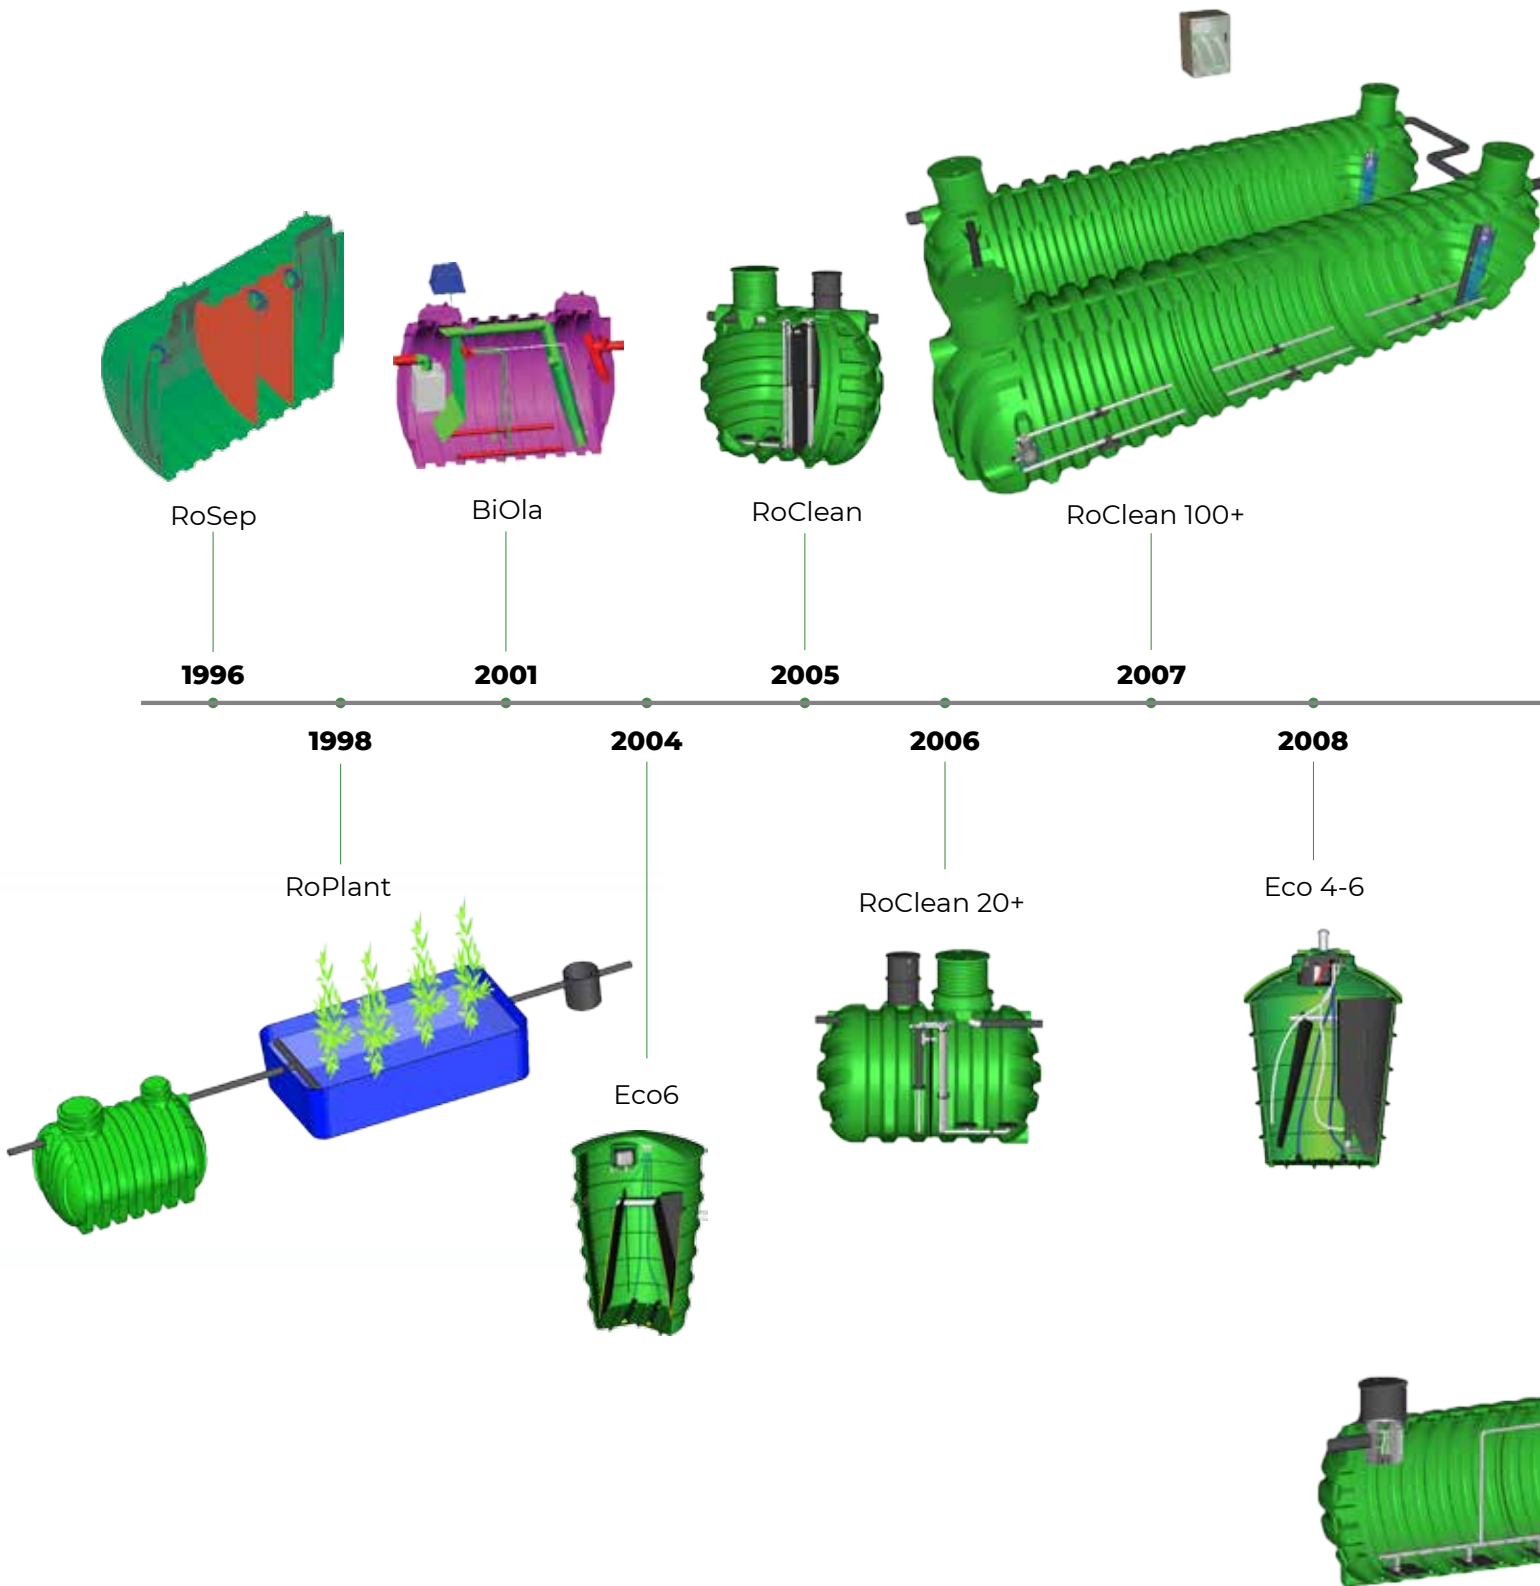 RoSep
BiOla
RoClean
RoClean 100+
1996
2001
2005
2007
1998
2004
2006
2008
RoPlant
Eco 4-6
RoClean 20+
Eco6